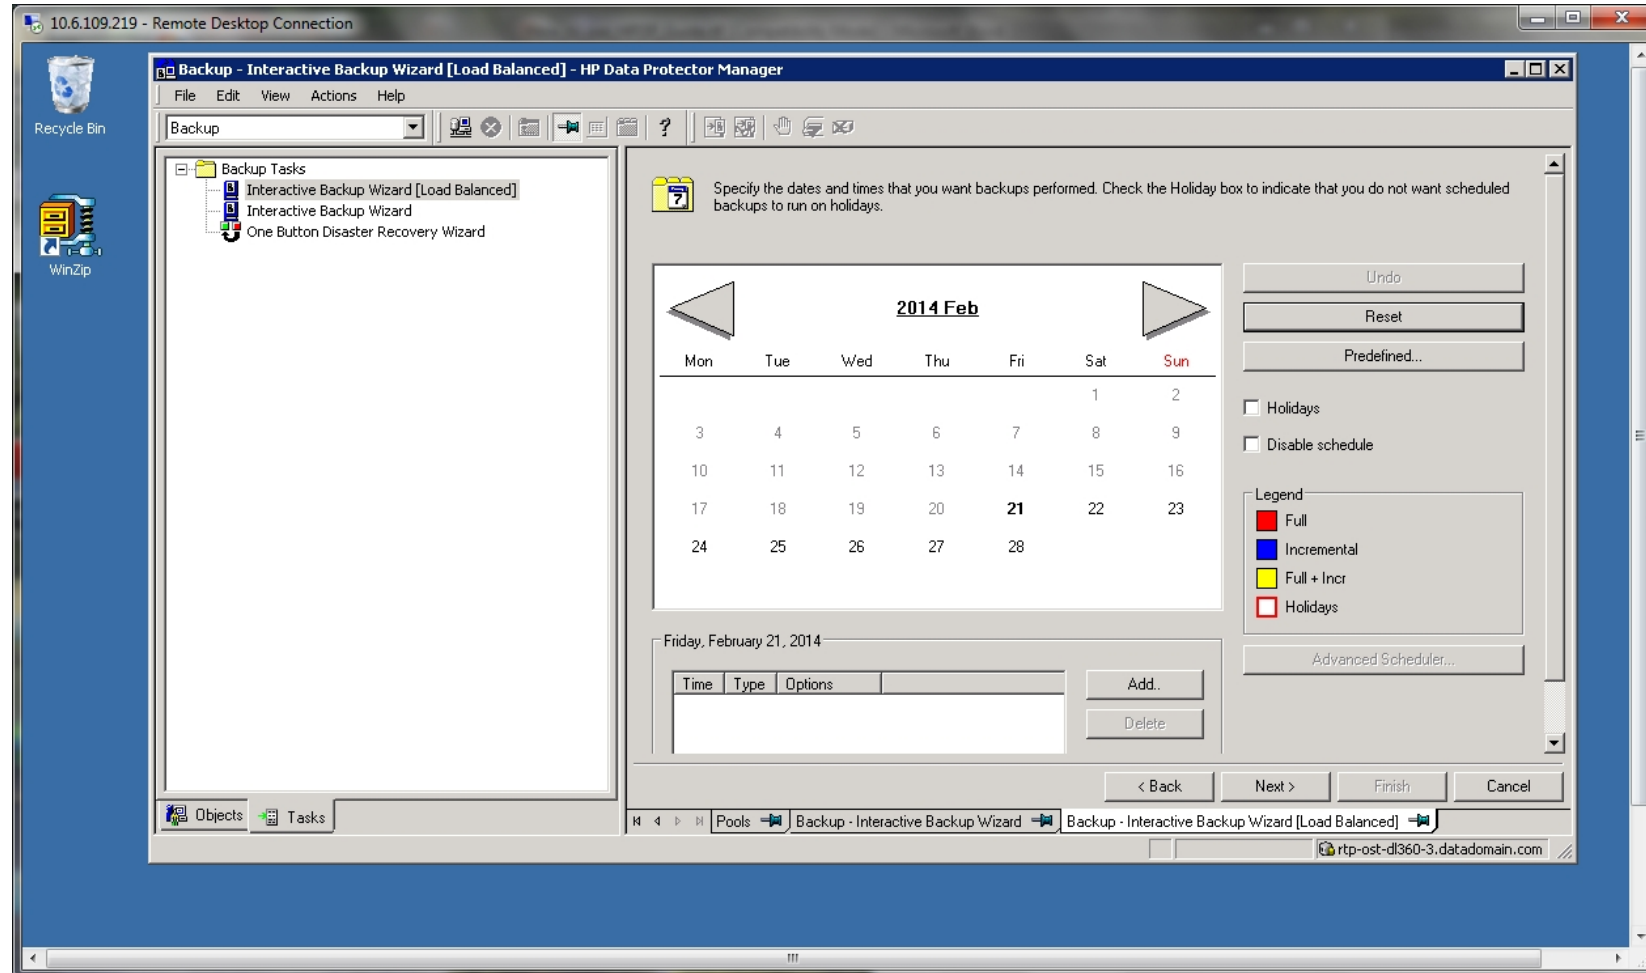 10.6.109.219 - Remote Desktop Connection
Recycle Bin
WinZip
Backup - Interactive Backup Wizard [Load Balanced] - HP Data Protector Manager
File Edit View Actions Help
Backup
Backup Tasks
Interactive Backup Wizard [Load Balanced]
Interactive Backup Wizard
One Button Disaster Recovery Wizard
Objects Tasks
7
Specify the dates and times that you want backups performed. Check the Holiday box to indicate that you do not want scheduled
backups to run on holidays.
2014 Feb
Mon Tue Wed Thu Fri Sat Sun
1 2
3 4 5 6 7 8 9
10 11 12 13 14 15 16
17 18 19 20 21 22 23
24 25 26 27 28
Undo
Reset
Predefined...
Holidays
Disable schedule
Legend
Full
Incremental
Full + Incr
Holidays
Advanced Scheduler...
Friday, February 21, 2014
Time Type Options
Add..
Delete
< Back Next > Finish Cancel
Pools Backup - Interactive Backup Wizard Backup - Interactive Backup Wizard [Load Balanced]
rtp-ost-dl360-3.datadomain.com